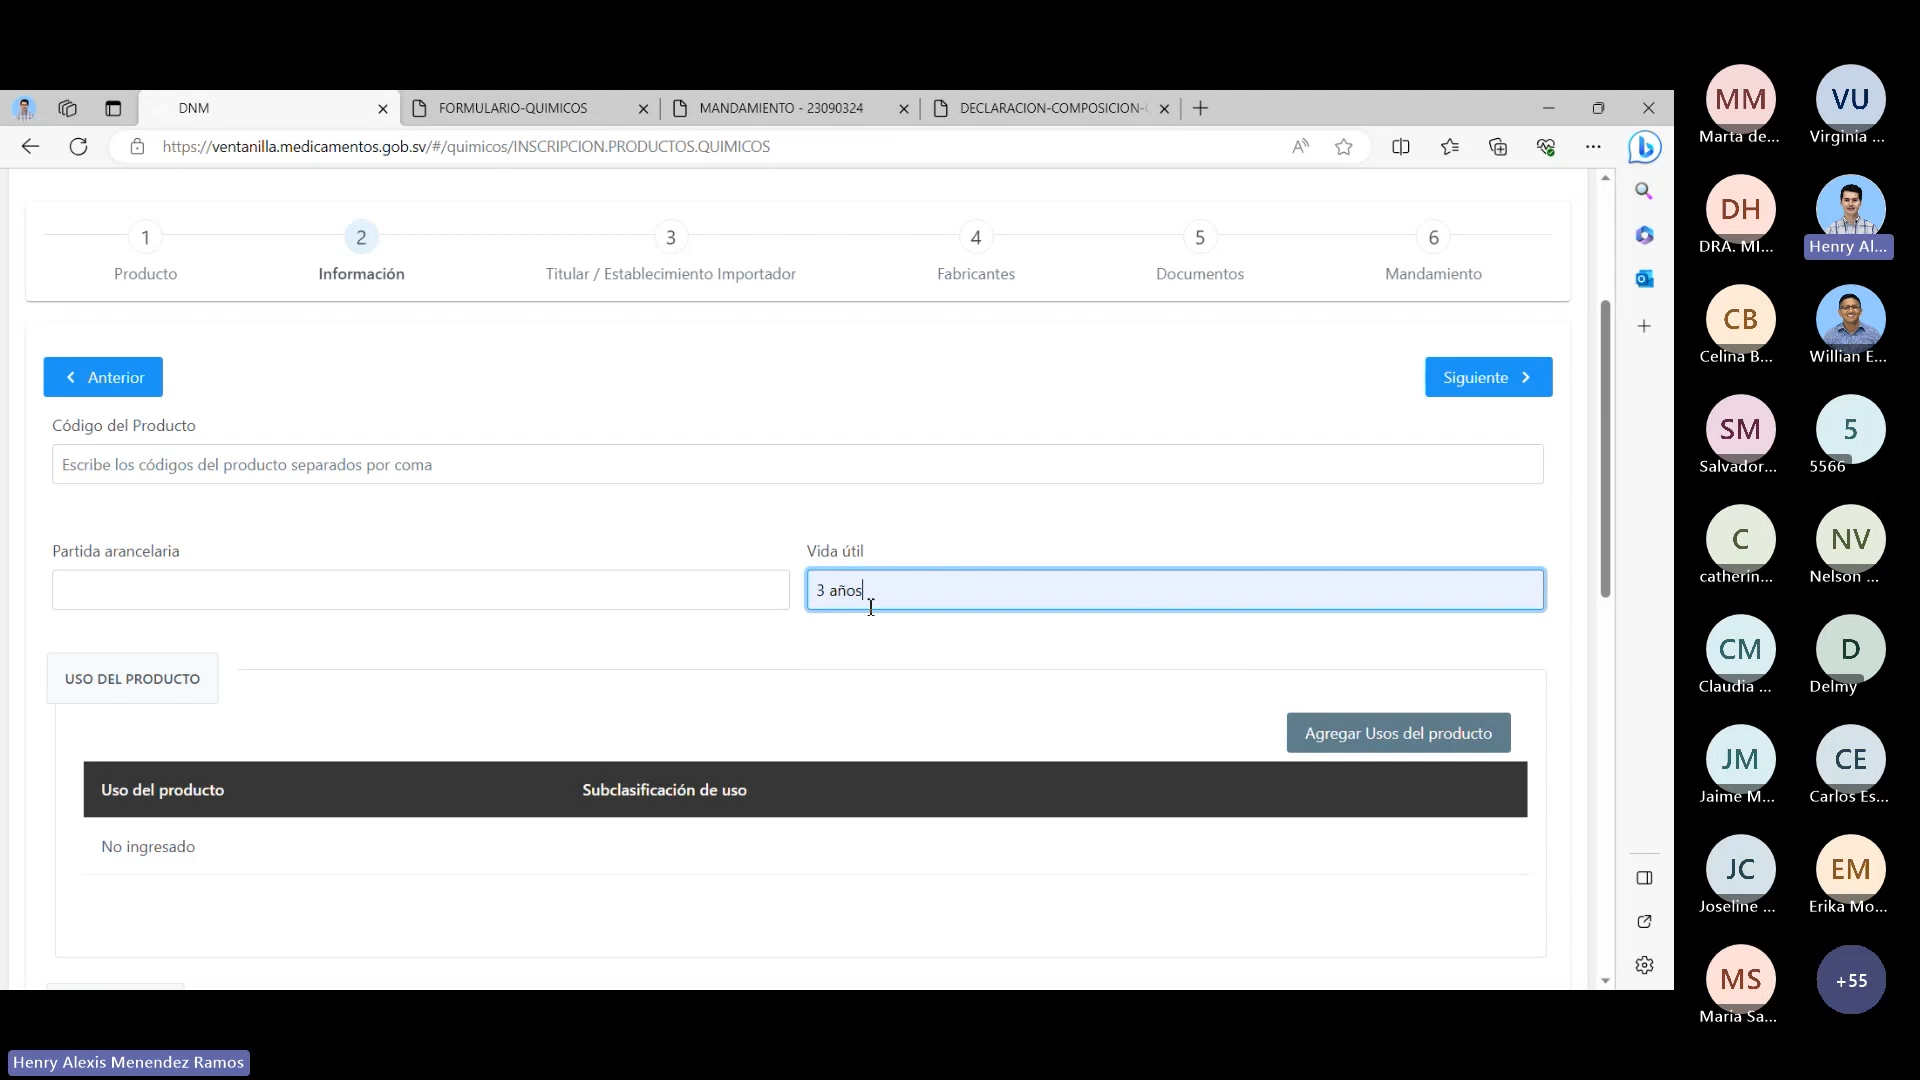 DNM
FORMULARIO-QUIMICOS
MANDAMIENTO - 23090324
DECLARACION-COMPOSICION-
https://ventanilla.medicamentos.gob.sv/#/quimicos/INSCRIPCION.PRODUCTOS.QUIMICOS
1
2
3
4
5
6
Producto
Información
Titular / Establecimiento Importador
Fabricantes
Documentos
Mandamiento
Anterior
Siguiente
Código del Producto
Escribe los códigos del producto separados por coma
Partida arancelaria
Vida útil
3 años
USO DEL PRODUCTO
Agregar Usos del producto
Uso del producto
Subclasificación de uso
No ingresado
MM
Marta de...
VU
Virginia ...
DH
DRA. MI...
Henry Al...
CB
Celina B...
Willian E...
SM
Salvador...
5
5566
C
catherin...
NV
Nelson ...
CM
Claudia ...
D
Delmy
JM
Jaime M...
CE
Carlos Es...
JC
Joseline ...
EM
Erika Mo...
MS
Maria Sa...
+55
Henry Alexis Menendez Ramos